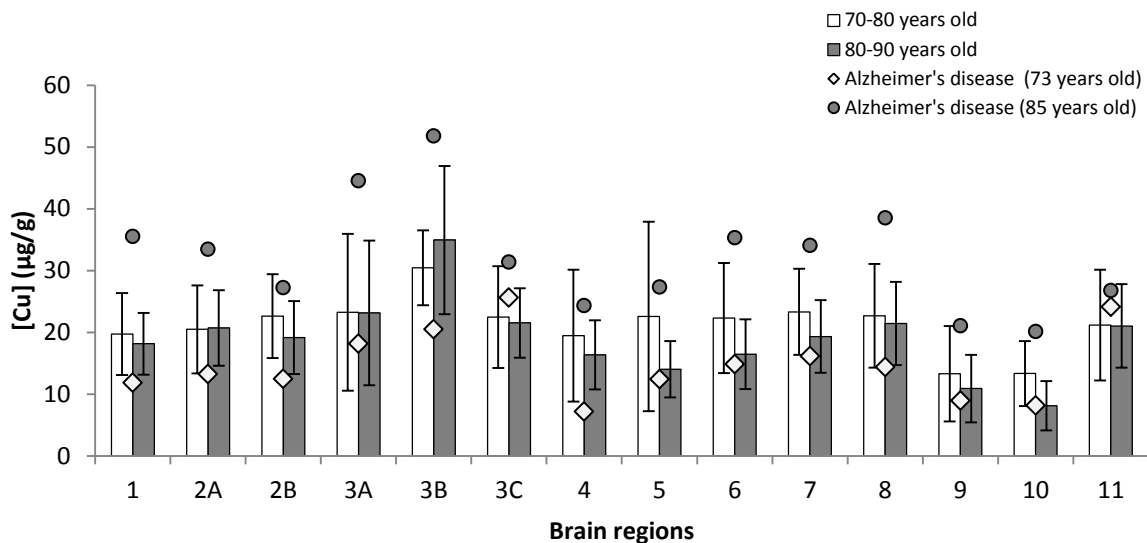 70-80 years old
80-90 years old
Alzheimer's disease (73 years old)
Alzheimer's disease (85 years old)
60
50
40
30
20
10
0
[Cu] (µg/g)
1 2A 2B 3A 3B 3C 4 5 6 7 8 9 10 11
Brain regions